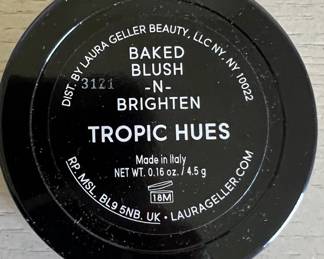 DIST. BY LAURA GELLER BEAUTY, LLC NY, NY 10022
3121
BAKED
BLUSH
-N-
BRIGHTEN
TROPIC HUES
Made in Italy
NET WT. 0.16 oz. / 4.5 g
18M
RP. MSL, BL9 5NB. UK • LAURAGELLER.COM